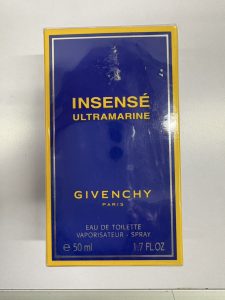 INSENSÉ
ULTRAMARINE
GIVENCHY
PARIS
EAU DE TOILETTE
VAPORISATEUR - SPRAY
℮ 50 ml 1.7 FL.OZ